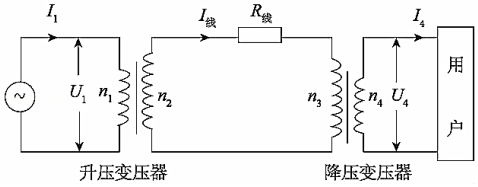 I₁ I线 R线 I₄
U₁ n₁ n₂ n₃ n₄ U₄ 用户
~
升压变压器 降压变压器